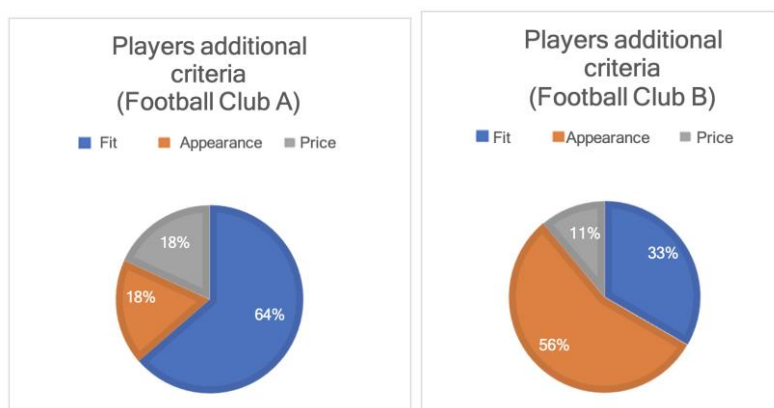 Players additional
criteria
(Football Club A)
Fit Appearance Price
18%
18%
64%
Players additional
criteria
(Football Club B)
Fit Appearance Price
11%
33%
56%